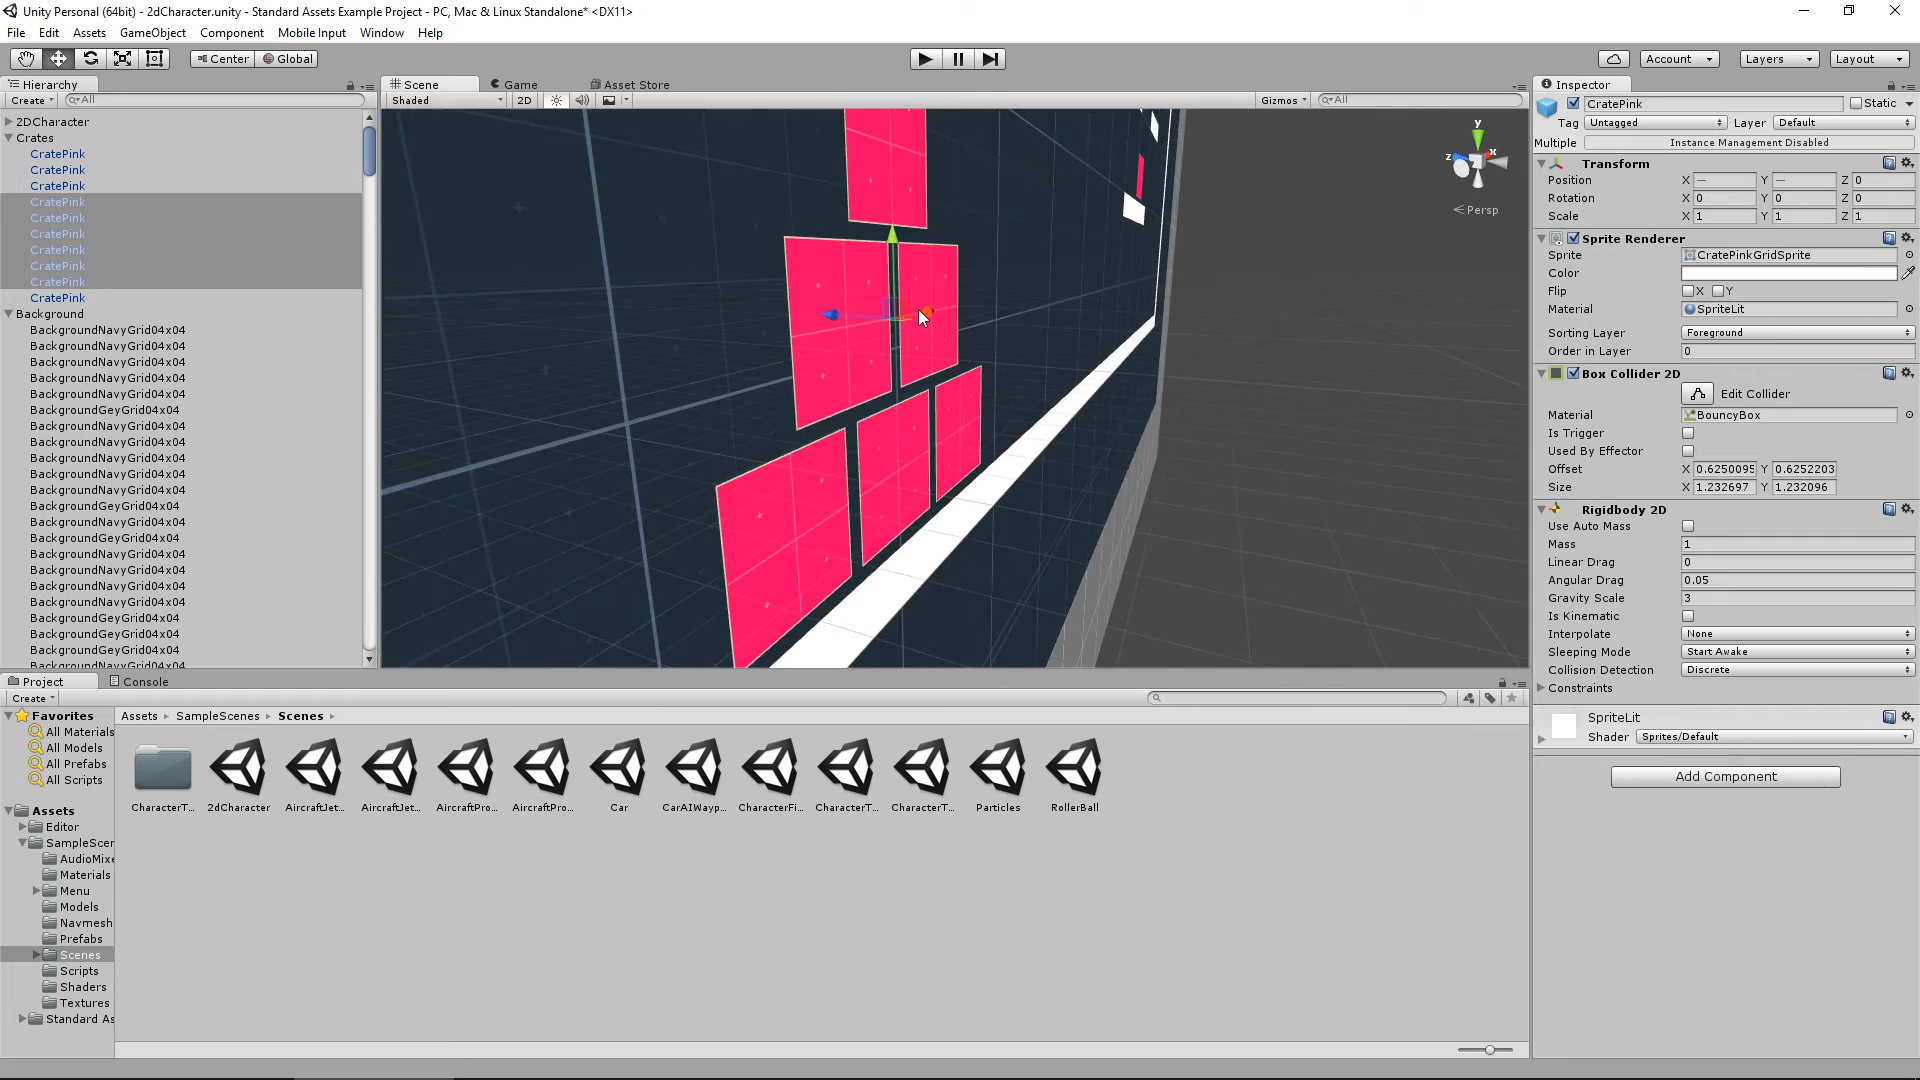 Unity Personal (64bit) - 2dCharacter.unity - Standard Assets Example Project - PC, Mac & Linux Standalone* <DX11>
File Edit Assets GameObject Component Mobile Input Window Help
Center Global Account Layers Layout
Hierarchy
Create All
2DCharacter
Crates
CratePink
CratePink
CratePink
CratePink
CratePink
CratePink
CratePink
CratePink
CratePink
CratePink
Background
BackgroundNavyGrid04x04
BackgroundNavyGrid04x04
BackgroundNavyGrid04x04
BackgroundNavyGrid04x04
BackgroundNavyGrid04x04
BackgroundGeyGrid04x04
BackgroundNavyGrid04x04
BackgroundNavyGrid04x04
BackgroundNavyGrid04x04
BackgroundNavyGrid04x04
BackgroundNavyGrid04x04
BackgroundGeyGrid04x04
BackgroundNavyGrid04x04
BackgroundGeyGrid04x04
BackgroundNavyGrid04x04
BackgroundNavyGrid04x04
BackgroundNavyGrid04x04
BackgroundNavyGrid04x04
BackgroundGeyGrid04x04
BackgroundGeyGrid04x04
BackgroundGeyGrid04x04
BackgroundNavyGrid04x04
Scene Game Asset Store
Shaded 2D Gizmos All
y
z x
Persp
Inspector
CratePink Static
Tag Untagged Layer Default
Multiple Instance Management Disabled
Transform
Position X — Y — Z 0
Rotation X 0 Y 0 Z 0
Scale X 1 Y 1 Z 1
Sprite Renderer
Sprite CratePinkGridSprite
Color
Flip X Y
Material SpriteLit
Sorting Layer Foreground
Order in Layer 0
Box Collider 2D
Edit Collider
Material BouncyBox
Is Trigger
Used By Effector
Offset X 0.6250095 Y 0.6252203
Size X 1.232697 Y 1.232096
Rigidbody 2D
Use Auto Mass
Mass 1
Linear Drag 0
Angular Drag 0.05
Gravity Scale 3
Is Kinematic
Interpolate None
Sleeping Mode Start Awake
Collision Detection Discrete
Constraints
SpriteLit
Shader Sprites/Default
Add Component
Project Console
Create
Favorites
All Materials
All Models
All Prefabs
All Scripts
Assets
Editor
SampleScen
AudioMixe
Materials
Menu
Models
Navmesh
Prefabs
Scenes
Scripts
Shaders
Textures
Standard As
Assets SampleScenes Scenes
CharacterT... 2dCharacter AircraftJet... AircraftJet... AircraftPro... AircraftPro... Car CarAIWayp... CharacterFi... CharacterT... CharacterT... Particles RollerBall